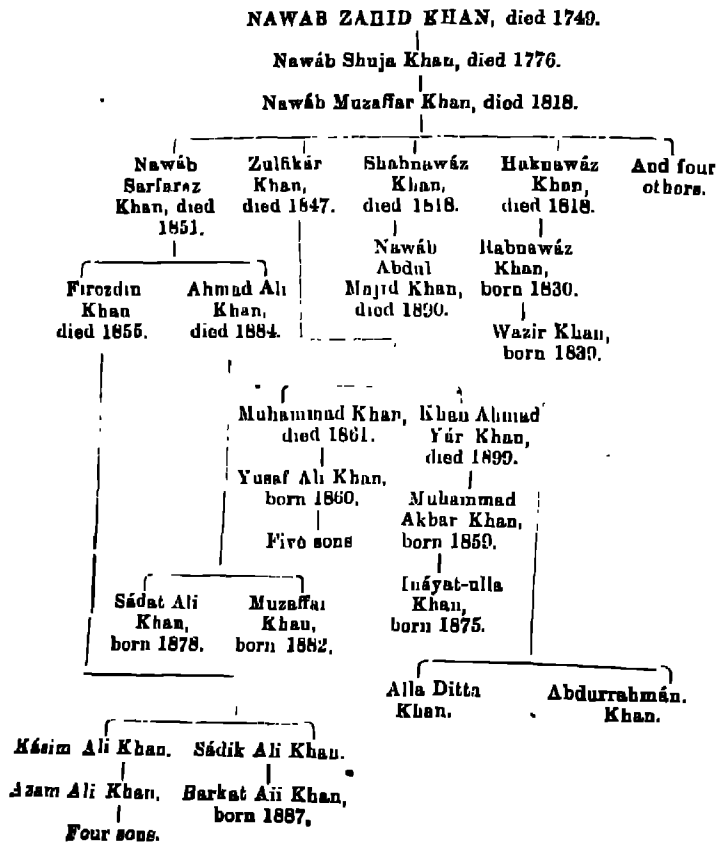 NAWAB ZAHID KHAN, died 1749.
Nawáb Shuja Khan, died 1776.
Nawáb Muzaffar Khan, died 1818.
Nawáb
Sarfaraz
Khan, died
1851.
Zulfikár
Khan,
died 1847.
Shahnawáz
Khan,
died 1818.
Haknawáz
Khan,
died 1818.
And four
others.
Firozdin
Khan
died 1855.
Ahmad Ali
Khan,
died 1884.
Nawáb
Abdul
Majid Khan,
died 1890.
Rabnawáz
Khan,
born 1830.
Wazir Khan,
born 1839.
Muhammad Khan,
died 1861.
Khan Ahmad
Yár Khan,
died 1899.
Yusaf Ali Khan,
born 1860.
Five sons
Muhammad
Akbar Khan,
born 1859.
Ináyat-ulla
Khan,
born 1875.
Sádat Ali
Khan,
born 1878.
Muzaffar
Khan,
born 1882.
Alla Ditta
Khan.
Abdurrahmán.
Khan.
Kásim Ali Khan.
Sádik Ali Khan.
Azam Ali Khan.
Barkat Ali Khan,
born 1887.
Four sons.